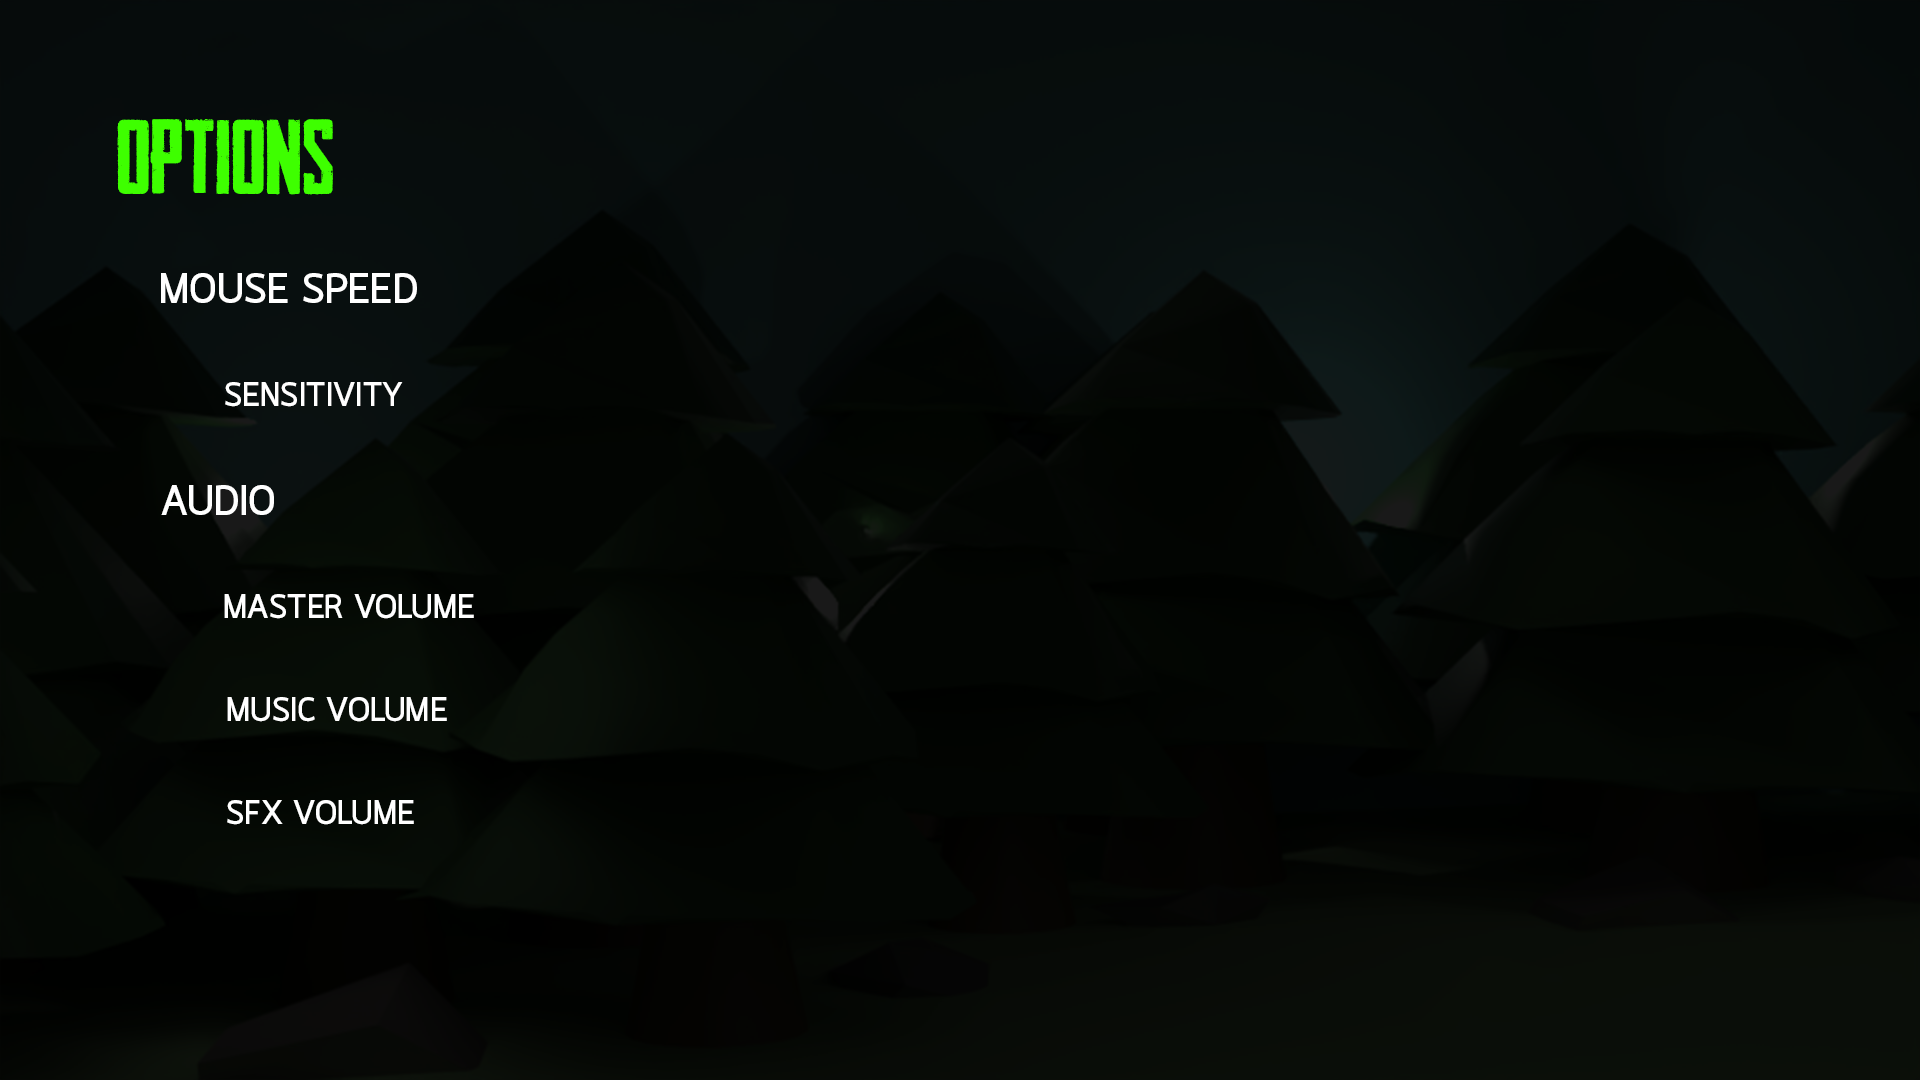 OPTIONS
MOUSE SPEED
SENSITIVITY
AUDIO
MASTER VOLUME
MUSIC VOLUME
SFX VOLUME